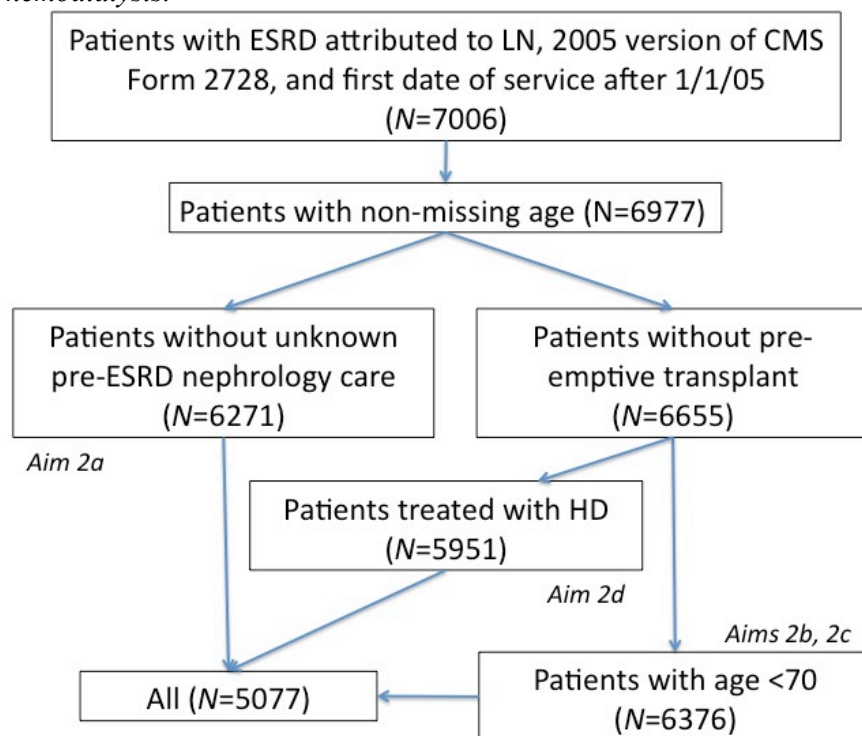 hemodialysis.
Patients with ESRD attributed to LN, 2005 version of CMS
Form 2728, and first date of service after 1/1/05
(N=7006)
Patients with non-missing age (N=6977)
Patients without unknown
pre-ESRD nephrology care
(N=6271)
Patients without pre-
emptive transplant
(N=6655)
Aim 2a
Patients treated with HD
(N=5951)
Aim 2d
Aims 2b, 2c
All (N=5077)
Patients with age <70
(N=6376)